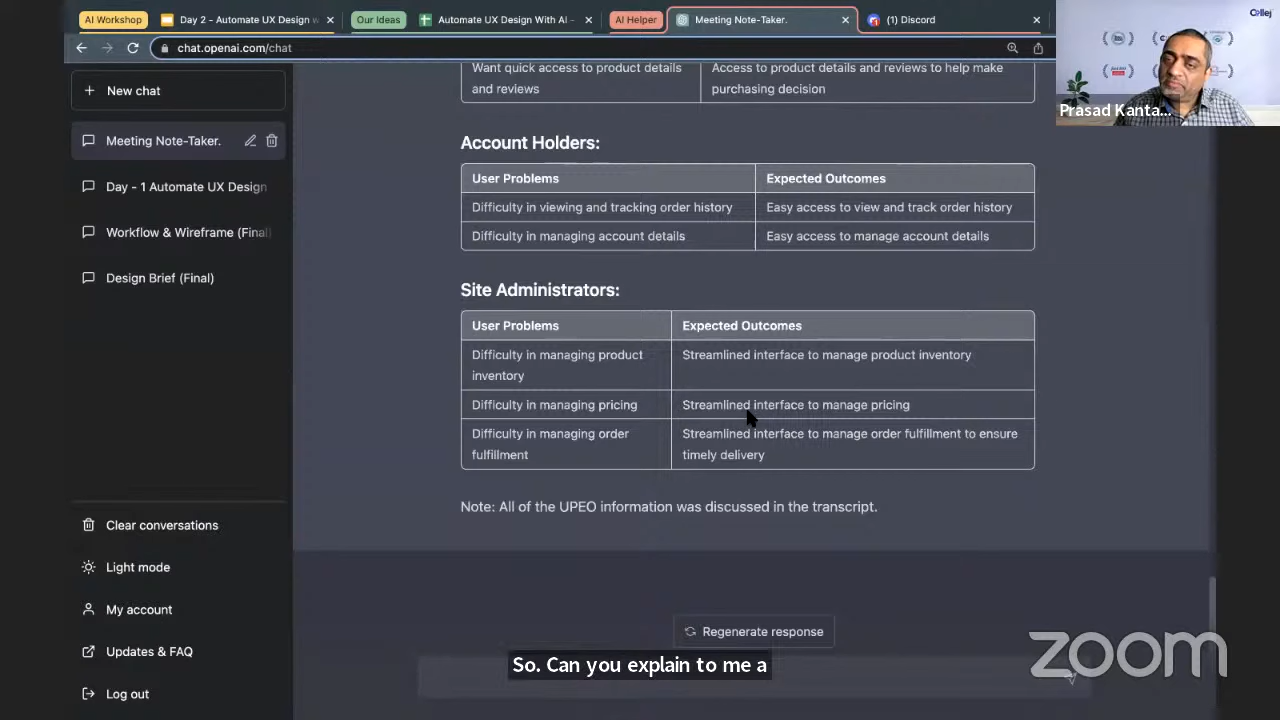 AI Workshop
Day 2 - Automate UX Design w
Our Ideas
Automate UX Design With AI -
AI Helper
Meeting Note-Taker.
(1) Discord
chat.openai.com/chat
New chat
Meeting Note-Taker.
Day - 1 Automate UX Design
Workflow & Wireframe (Final)
Design Brief (Final)
Clear conversations
Light mode
My account
Updates & FAQ
Log out
Want quick access to product details
and reviews
Access to product details and reviews to help make
purchasing decision
Account Holders:
User Problems
Expected Outcomes
Difficulty in viewing and tracking order history
Easy access to view and track order history
Difficulty in managing account details
Easy access to manage account details
Site Administrators:
User Problems
Expected Outcomes
Difficulty in managing product
inventory
Streamlined interface to manage product inventory
Difficulty in managing pricing
Streamlined interface to manage pricing
Difficulty in managing order
fulfillment
Streamlined interface to manage order fulfillment to ensure
timely delivery
Note: All of the UPEO information was discussed in the transcript.
Regenerate response
So. Can you explain to me a
Prasad Kanta...
zoom